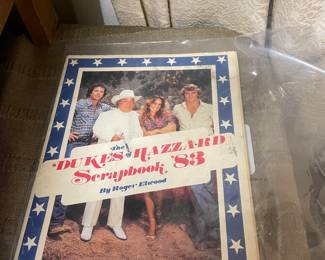 The
DUKES of HAZZARD
Scrapbook '83
By Roger Elwood